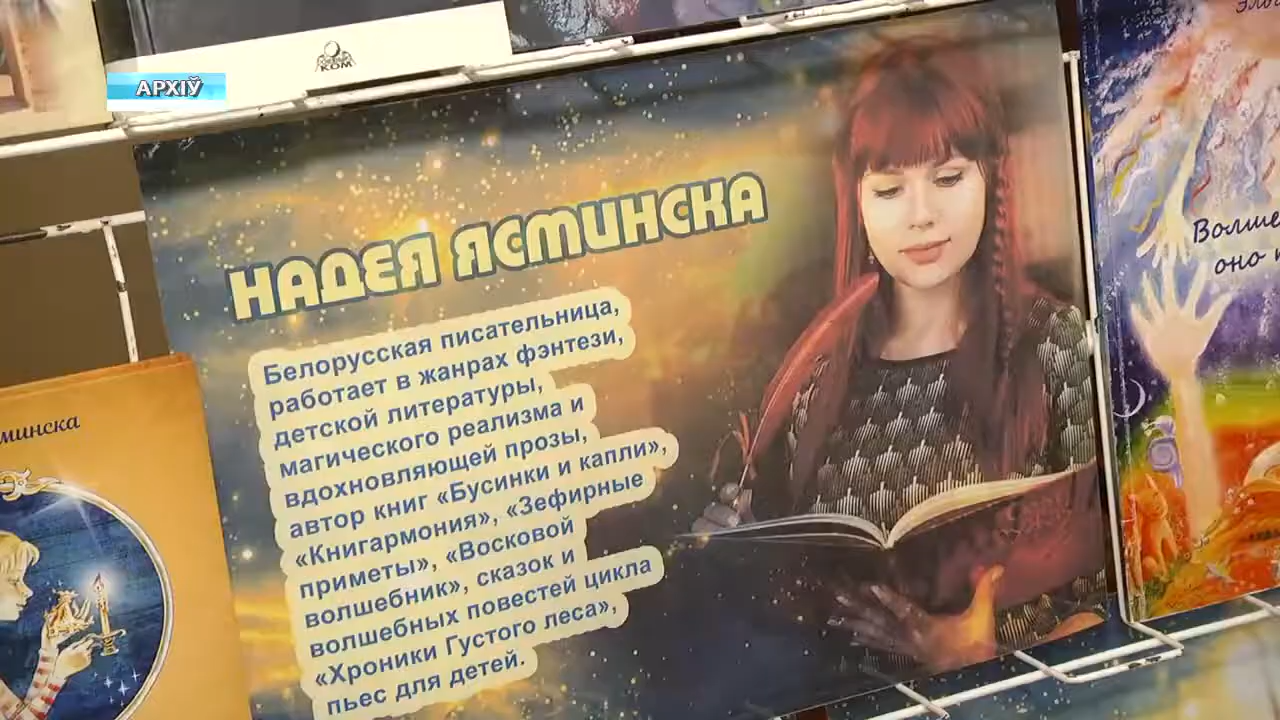 АРХІЎ
КОМ
НАДЕЯ ЯСМИНСКА
Белорусская писательница,
работает в жанрах фэнтези,
детской литературы,
магического реализма и
вдохновляющей прозы,
автор книг «Бусинки и капли»,
«Книгармония», «Зефирные
приметы», «Восковой
волшебник», сказок и
волшебных повестей цикла
«Хроники Густого леса»,
пьес для детей.
минска
Волше
оно